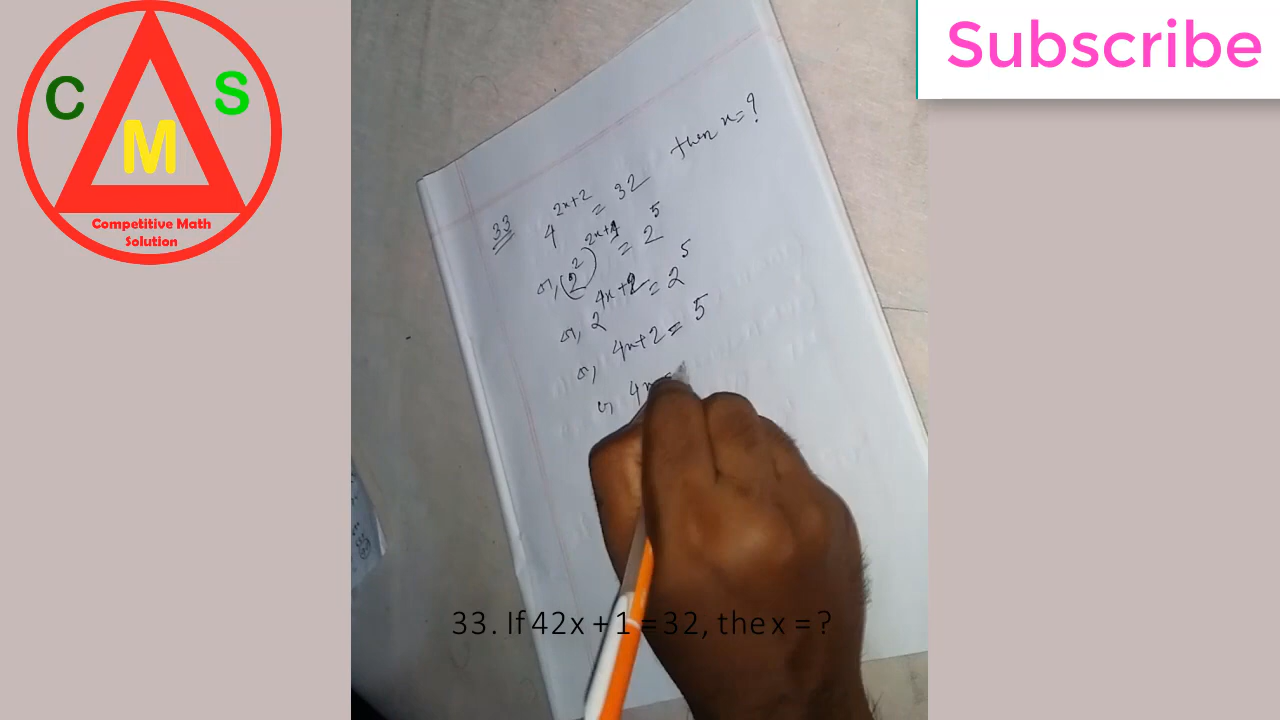 Subscribe
C
S
M
Competitive Math
Solution
33 4^{2x+2} = 32 then x = ?
or, (2^2)^{2x+1} = 2^5
or, 2^{4x+2} = 2^5
or, 4x+2 = 5
or, 4x =
33. If 42x + 1 = 32, the x = ?